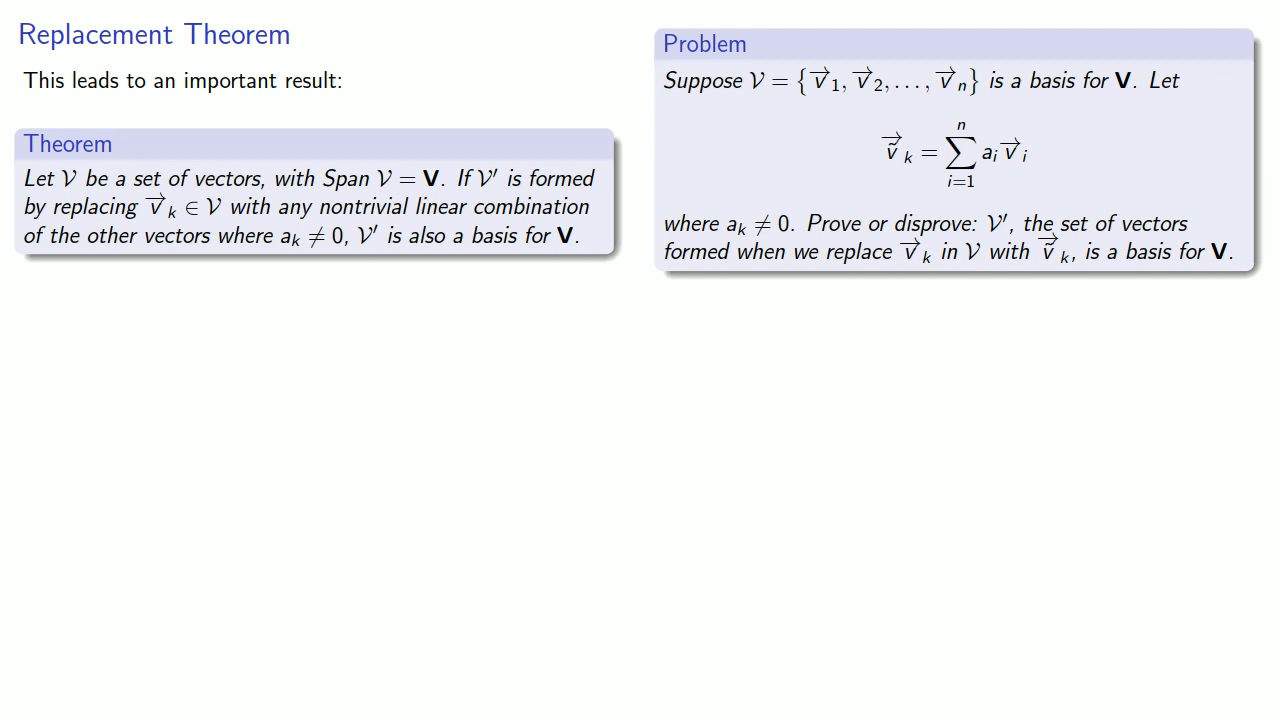 Replacement Theorem
This leads to an important result:
Theorem
Let 𝒱 be a set of vectors, with Span 𝒱 = V. If 𝒱′ is formed
by replacing v⃗ₖ ∈ 𝒱 with any nontrivial linear combination
of the other vectors where aₖ ≠ 0, 𝒱′ is also a basis for V.
Problem
Suppose 𝒱 = {v⃗₁, v⃗₂, . . . , v⃗ₙ} is a basis for V. Let
ṽ⃗ₖ = ∑ᵢ₌₁ⁿ aᵢv⃗ᵢ
where aₖ ≠ 0. Prove or disprove: 𝒱′, the set of vectors
formed when we replace v⃗ₖ in 𝒱 with ṽ⃗ₖ, is a basis for V.